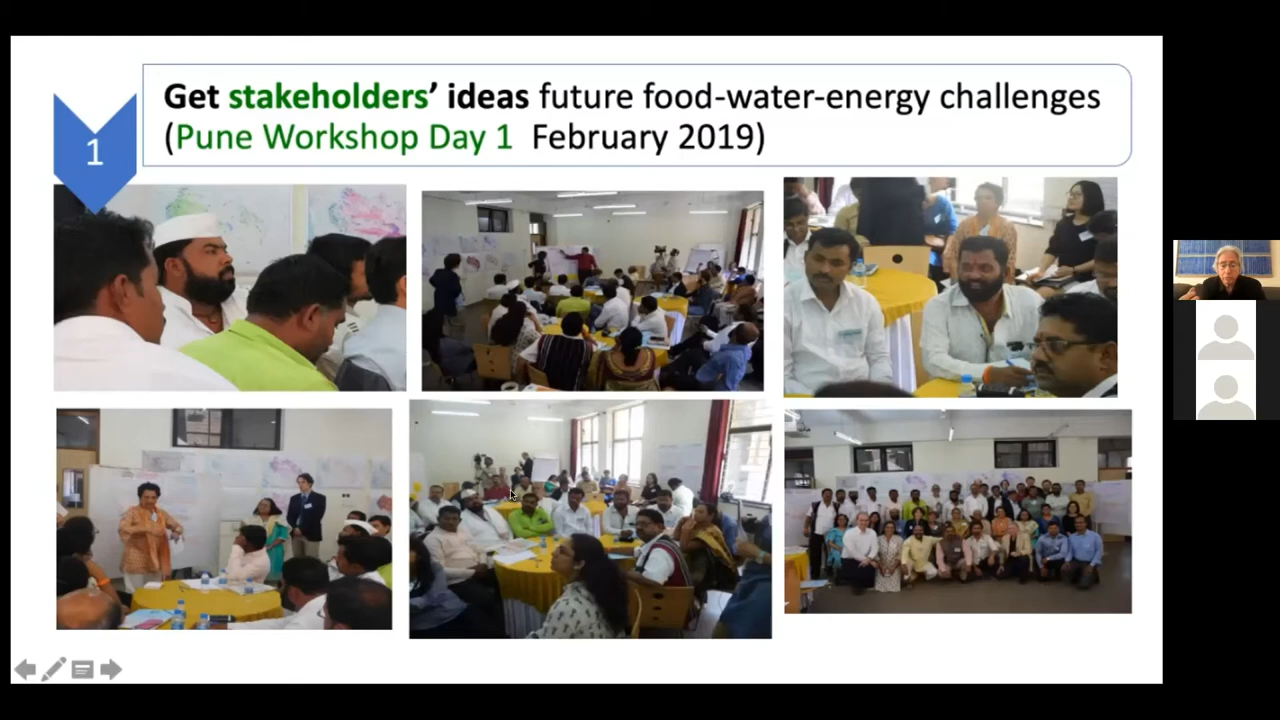 1
Get stakeholders’ ideas future food-water-energy challenges
(Pune Workshop Day 1 February 2019)